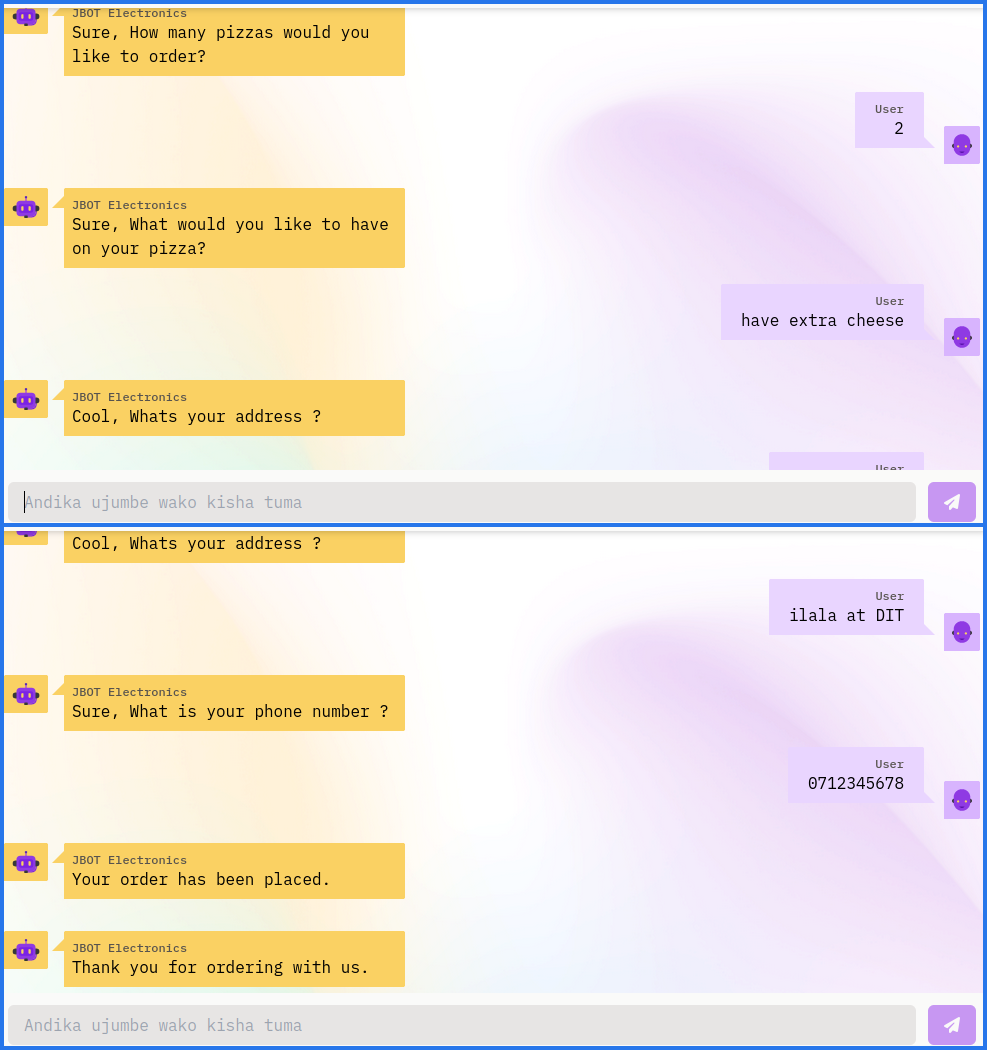 JBOT Electronics
Sure, How many pizzas would you
like to order?
User
2
JBOT Electronics
Sure, What would you like to have
on your pizza?
User
have extra cheese
JBOT Electronics
Cool, Whats your address ?
User
Andika ujumbe wako kisha tuma
Cool, Whats your address ?
User
ilala at DIT
JBOT Electronics
Sure, What is your phone number ?
User
0712345678
JBOT Electronics
Your order has been placed.
JBOT Electronics
Thank you for ordering with us.
Andika ujumbe wako kisha tuma